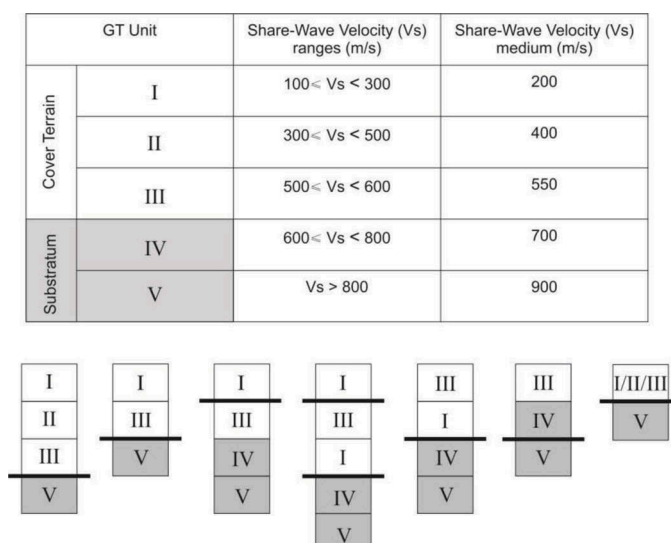 GT Unit
Share-Wave Velocity (Vs)
ranges (m/s)
Share-Wave Velocity (Vs)
medium (m/s)
Cover Terrain
I
100⩽ Vs < 300
200
II
300⩽ Vs < 500
400
III
500⩽ Vs < 600
550
Substratum
IV
600⩽ Vs < 800
700
V
Vs > 800
900
I
II
III
V
I
III
V
I
III
IV
V
I
III
I
IV
V
III
I
IV
V
III
IV
V
I/II/III
V